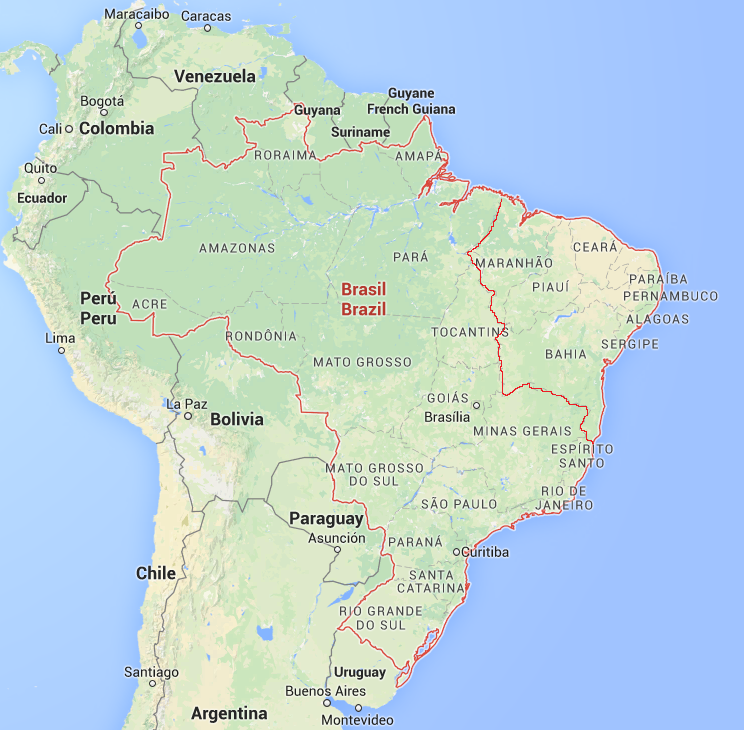 Maracaibo
Caracas
Venezuela
Bogotá
Cali
Colombia
Guyana
Guyane
French Guiana
Suriname
Quito
Ecuador
RORAIMA
AMAPÁ
AMAZONAS
PARÁ
MARANHÃO
CEARÁ
PIAUÍ
PARAÍBA
PERNAMBUCO
ALAGOAS
SERGIPE
Brasil
Brazil
Perú
Peru
ACRE
Lima
RONDÔNIA
TOCANTINS
BAHIA
MATO GROSSO
GOIÁS
Brasília
La Paz
Bolivia
MINAS GERAIS
ESPÍRITO
SANTO
MATO GROSSO
DO SUL
SÃO PAULO
RIO DE
JANEIRO
Paraguay
Asunción
PARANÁ
Curitiba
Chile
SANTA
CATARINA
RIO GRANDE
DO SUL
Santiago
Uruguay
Buenos Aires
Argentina
Montevideo